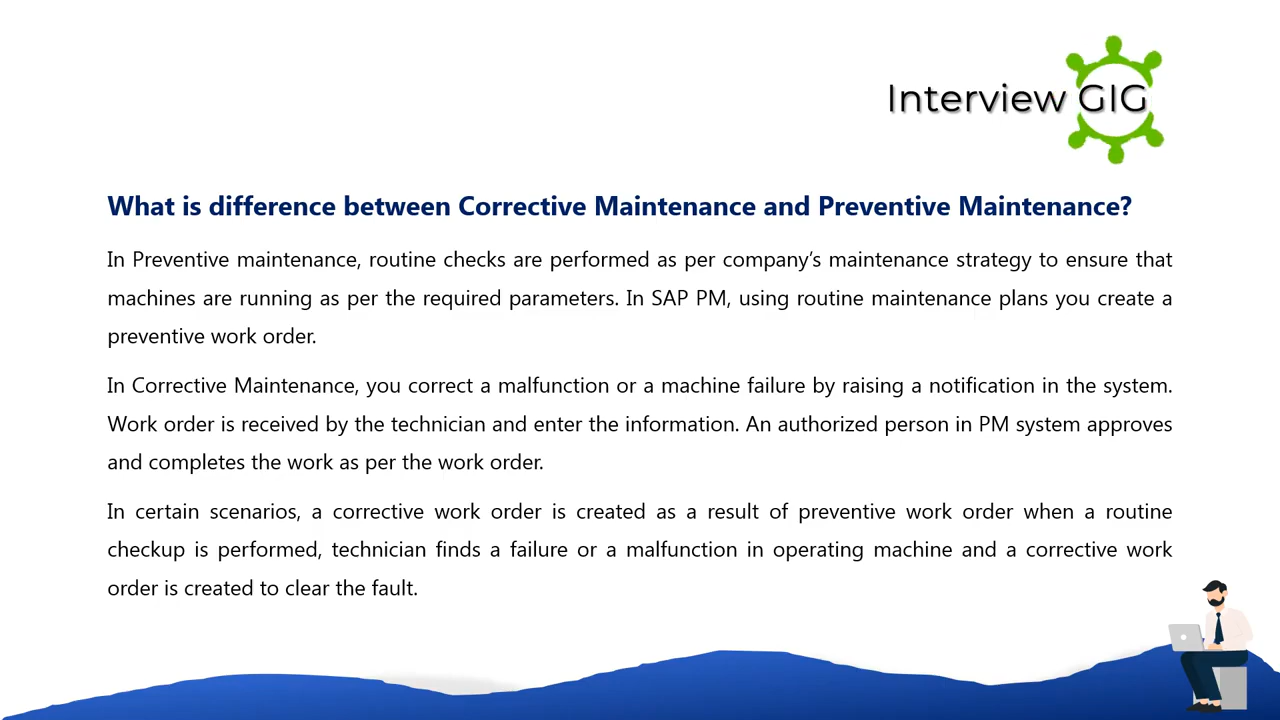 Interview GIG
What is difference between Corrective Maintenance and Preventive Maintenance?
In Preventive maintenance, routine checks are performed as per company’s maintenance strategy to ensure that
machines are running as per the required parameters. In SAP PM, using routine maintenance plans you create a
preventive work order.
In Corrective Maintenance, you correct a malfunction or a machine failure by raising a notification in the system.
Work order is received by the technician and enter the information. An authorized person in PM system approves
and completes the work as per the work order.
In certain scenarios, a corrective work order is created as a result of preventive work order when a routine
checkup is performed, technician finds a failure or a malfunction in operating machine and a corrective work
order is created to clear the fault.